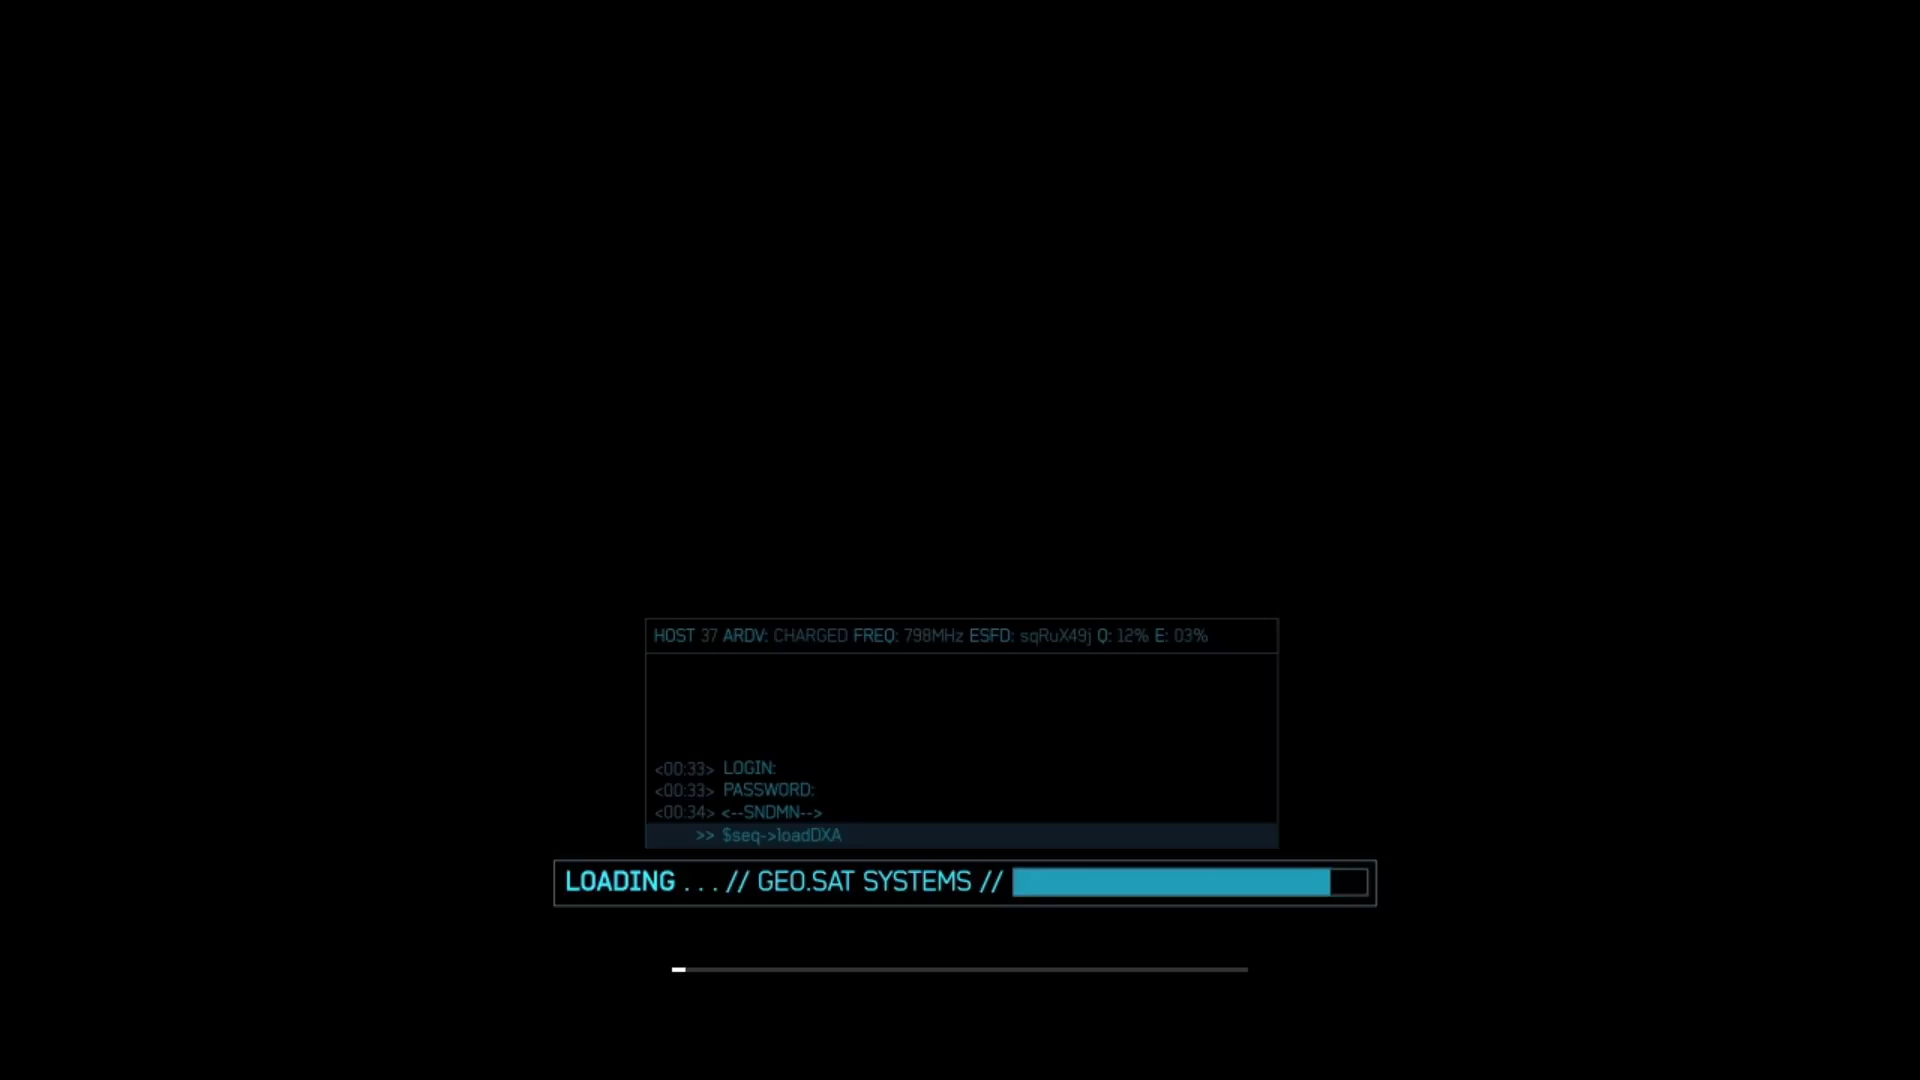 HOST 37 ARDV: CHARGED FREQ: 798MHz ESFD: sqRuX49j Q: 12% E: 03%
<00:33> LOGIN:
<00:33> PASSWORD:
<00:34> <--SNDMN-->
>> $seq->loadDXA
LOADING . . . // GEO.SAT SYSTEMS //